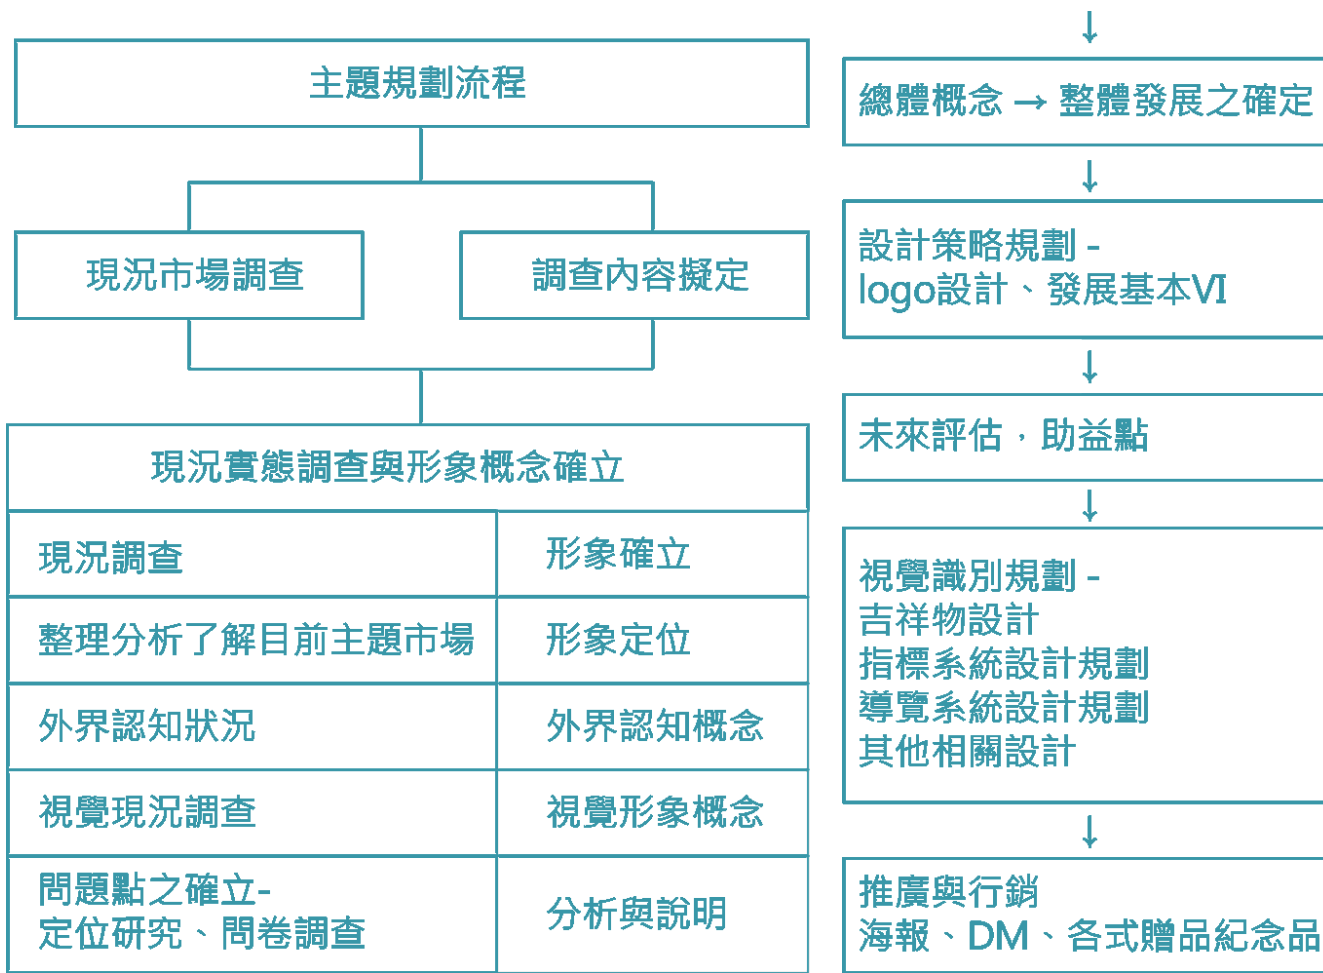 主題規劃流程
現況市場調查
調查內容擬定
現況實態調查與形象概念確立
現況調查
形象確立
整理分析了解目前主題市場
形象定位
外界認知狀況
外界認知概念
視覺現況調查
視覺形象概念
問題點之確立-
定位研究、問卷調查
分析與說明
↓
總體概念 → 整體發展之確定
↓
設計策略規劃 -
logo設計、發展基本VI
↓
未來評估，助益點
↓
視覺識別規劃 -
吉祥物設計
指標系統設計規劃
導覽系統設計規劃
其他相關設計
↓
推廣與行銷
海報、DM、各式贈品紀念品